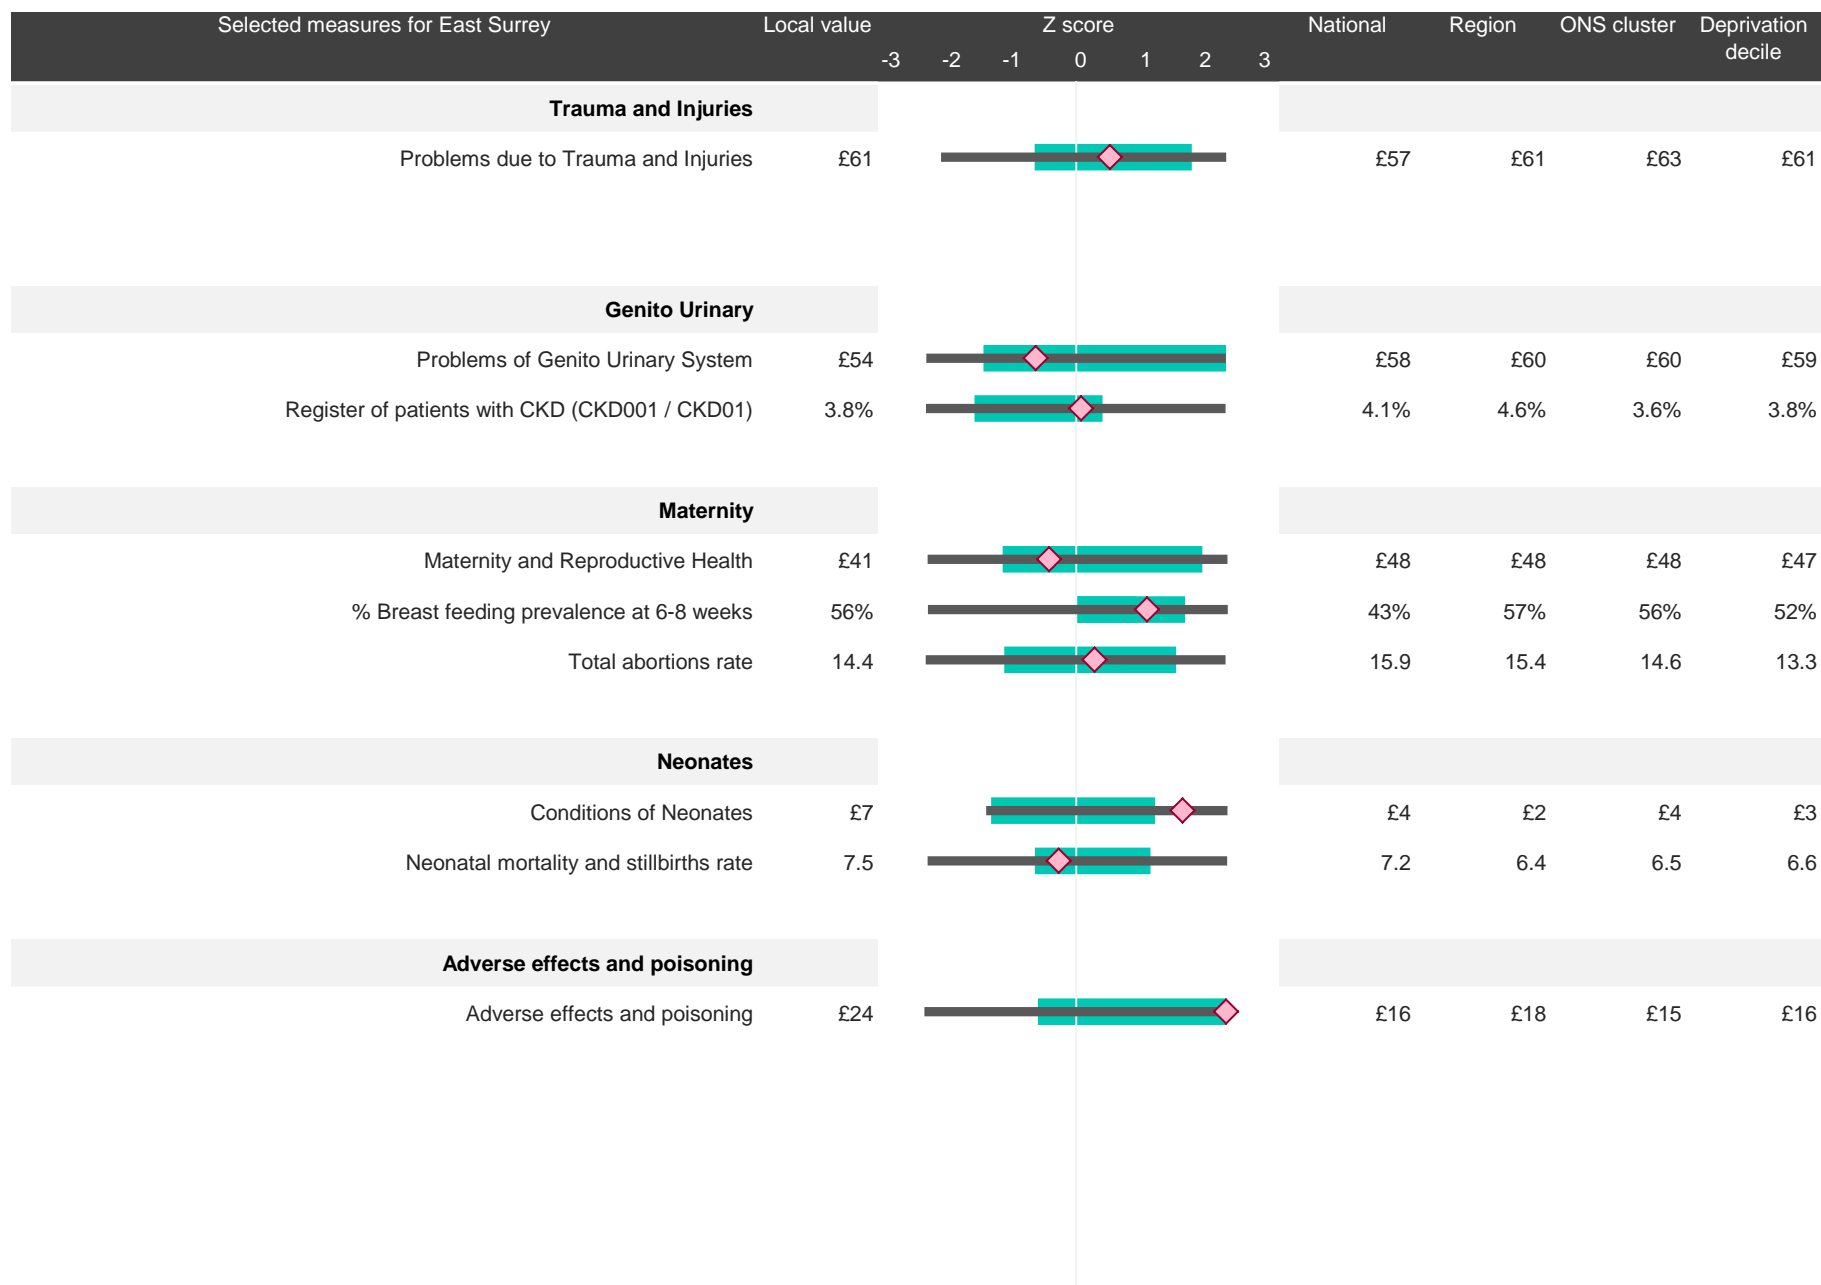 Selected measures for East Surrey Local value Z score National Region ONS cluster Deprivation decile
-3 -2 -1 0 1 2 3
Trauma and Injuries
Problems due to Trauma and Injuries £61 £57 £61 £63 £61
Genito Urinary
Problems of Genito Urinary System £54 £58 £60 £60 £59
Register of patients with CKD (CKD001 / CKD01) 3.8% 4.1% 4.6% 3.6% 3.8%
Maternity
Maternity and Reproductive Health £41 £48 £48 £48 £47
% Breast feeding prevalence at 6-8 weeks 56% 43% 57% 56% 52%
Total abortions rate 14.4 15.9 15.4 14.6 13.3
Neonates
Conditions of Neonates £7 £4 £2 £4 £3
Neonatal mortality and stillbirths rate 7.5 7.2 6.4 6.5 6.6
Adverse effects and poisoning
Adverse effects and poisoning £24 £16 £18 £15 £16